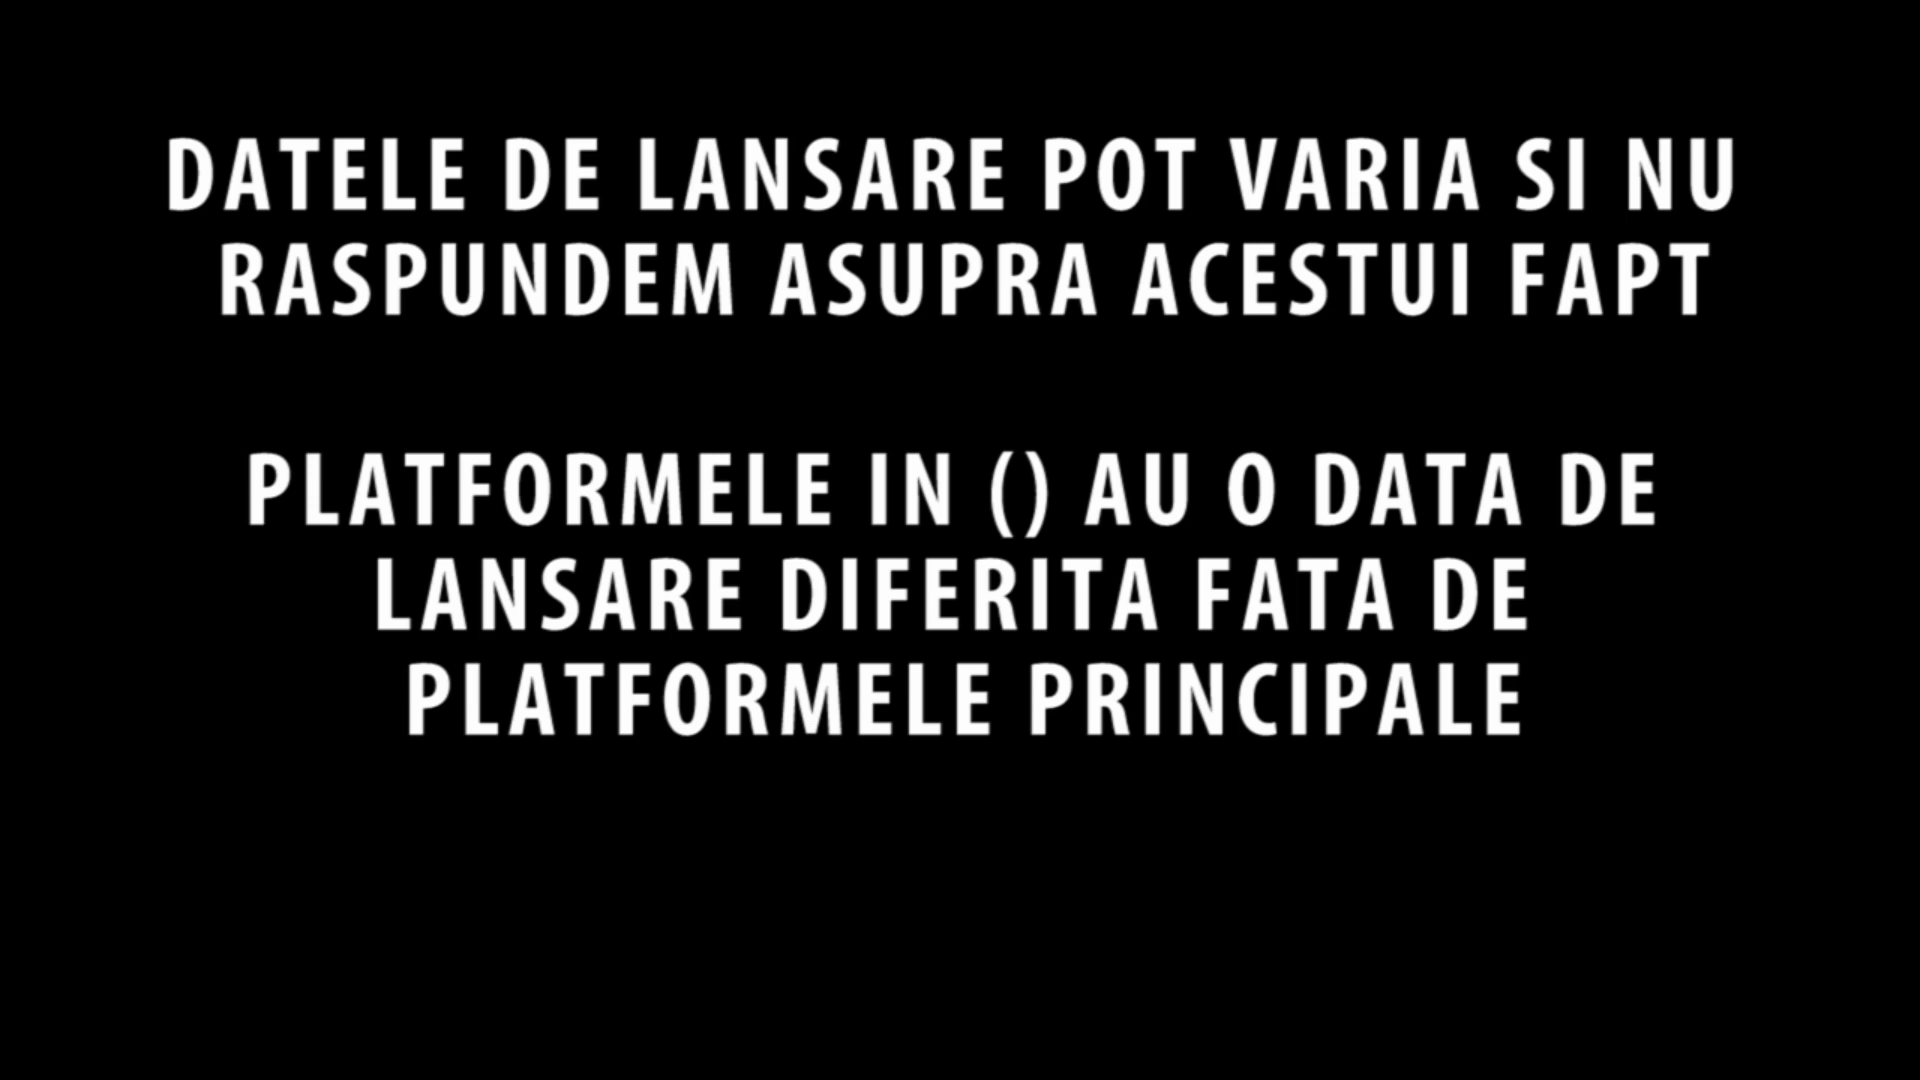 DATELE DE LANSARE POT VARIA SI NU
RASPUNDEM ASUPRA ACESTUI FAPT
PLATFORMELE IN () AU O DATA DE
LANSARE DIFERITA FATA DE
PLATFORMELE PRINCIPALE